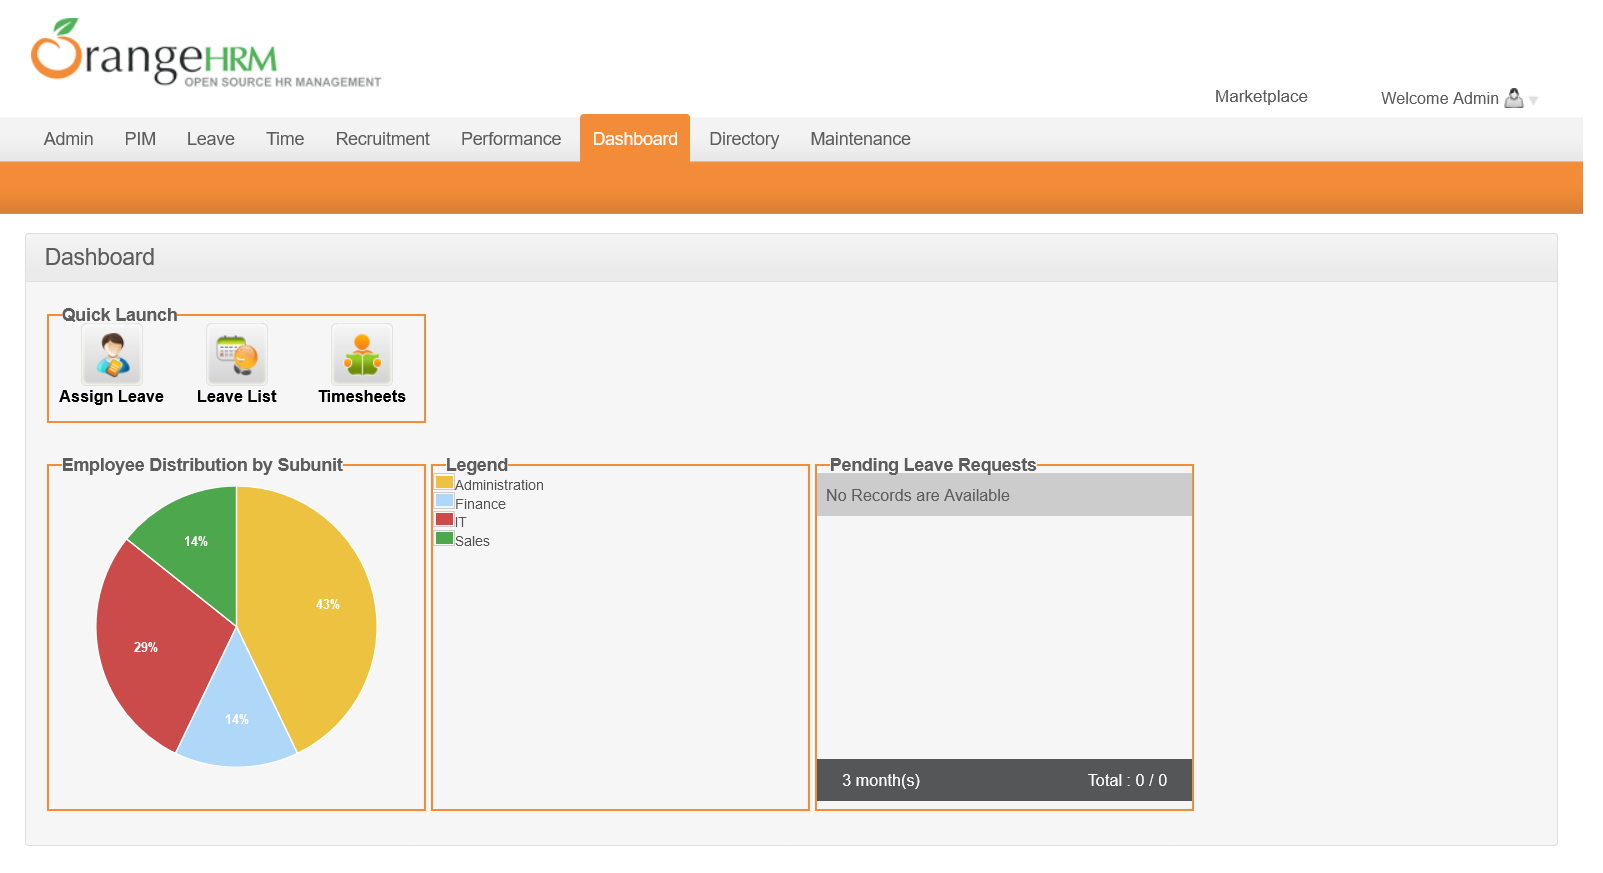 OrangeHRM
OPEN SOURCE HR MANAGEMENT
Marketplace
Welcome Admin
Admin PIM Leave Time Recruitment Performance Dashboard Directory Maintenance
Dashboard
Quick Launch
Assign Leave Leave List Timesheets
Employee Distribution by Subunit
14%
43%
29%
14%
Legend
Administration
Finance
IT
Sales
Pending Leave Requests
No Records are Available
3 month(s) Total : 0 / 0